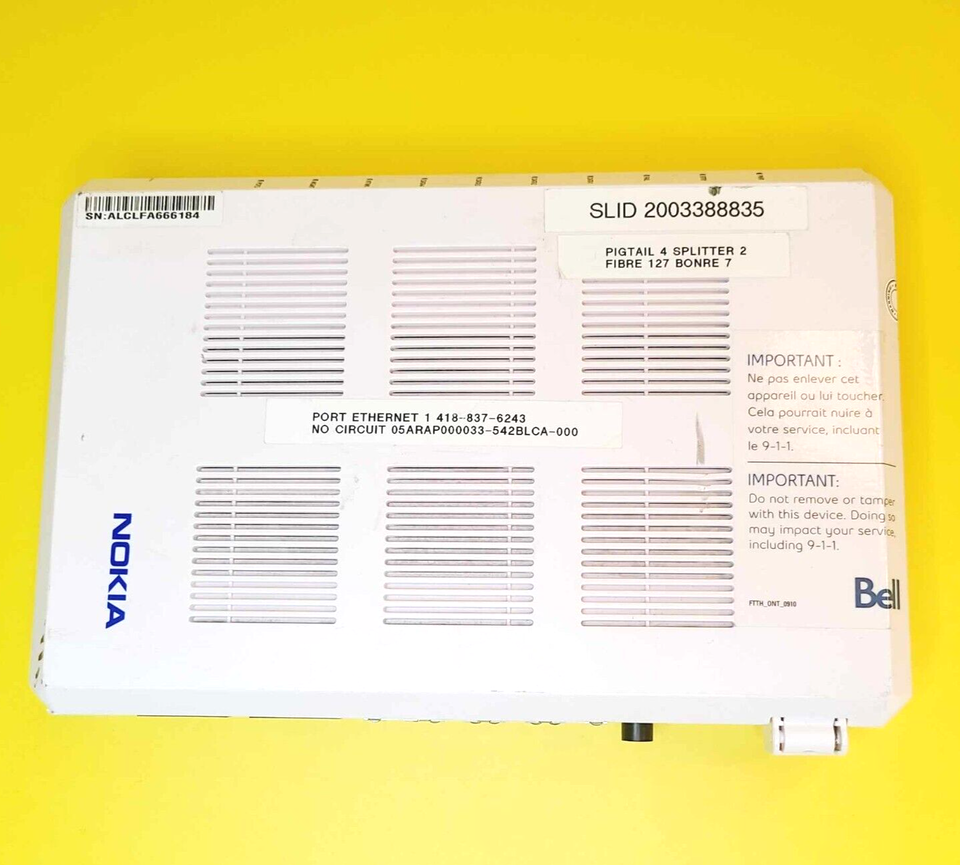 SN:ALCLFA666184
SLID 2003388835
PIGTAIL 4 SPLITTER 2
FIBRE 127 BONRE 7
IMPORTANT :
Ne pas enlever cet
appareil ou lui toucher.
Cela pourrait nuire à
votre service, incluant
le 9-1-1.
PORT ETHERNET 1 418-837-6243
NO CIRCUIT 05ARAP000033-542BLCA-000
IMPORTANT:
Do not remove or tamper
with this device. Doing so
may impact your service,
including 9-1-1.
NOKIA
FTTH_ONT_0910
Bell